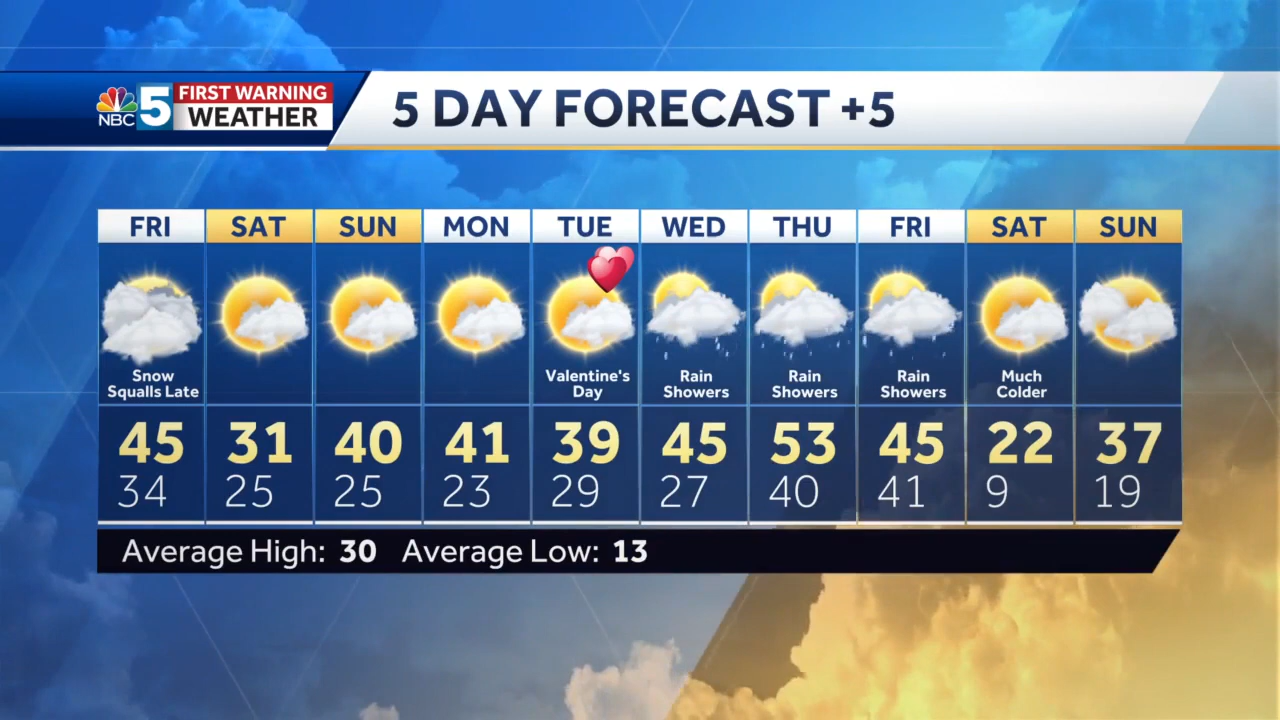 NBC 5 FIRST WARNING
WEATHER
5 DAY FORECAST +5
FRI SAT SUN MON TUE WED THU FRI SAT SUN
Snow Valentine's Rain Rain Rain Much
Squalls Late Day Showers Showers Showers Colder
45 31 40 41 39 45 53 45 22 37
34 25 25 23 29 27 40 41 9 19
Average High: 30 Average Low: 13